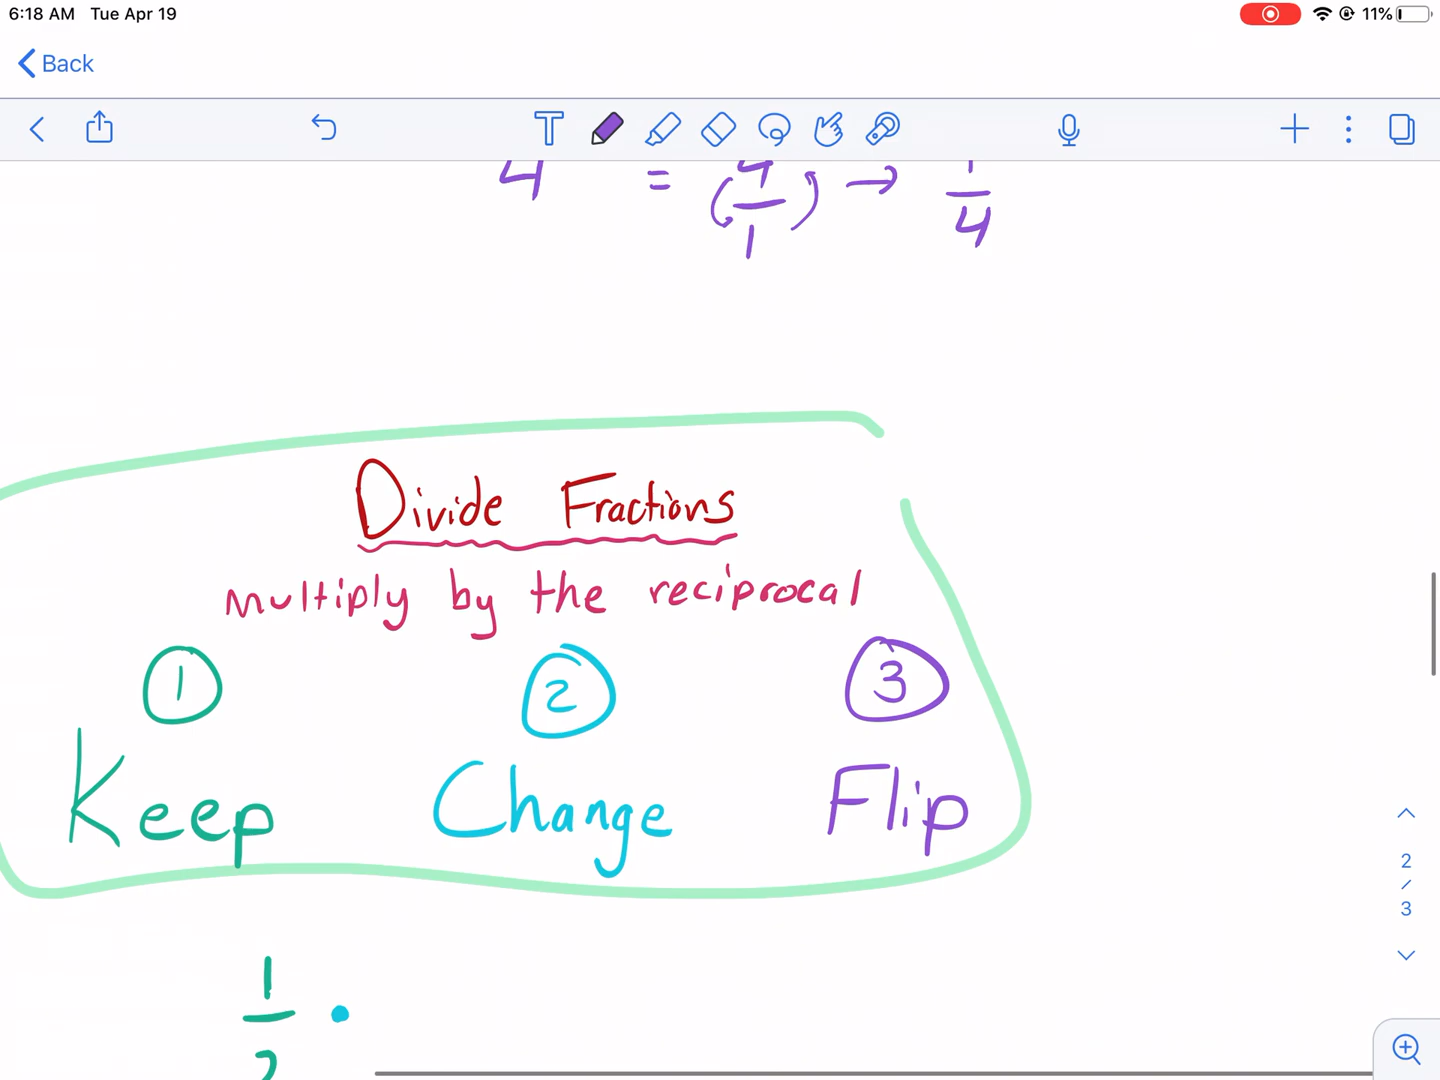 6:18 AM Tue Apr 19 11%
Back
T
4 = (4/1) → 1/4
Divide Fractions
multiply by the reciprocal
1 2 3
Keep Change Flip
2
/
3
1/2 ·